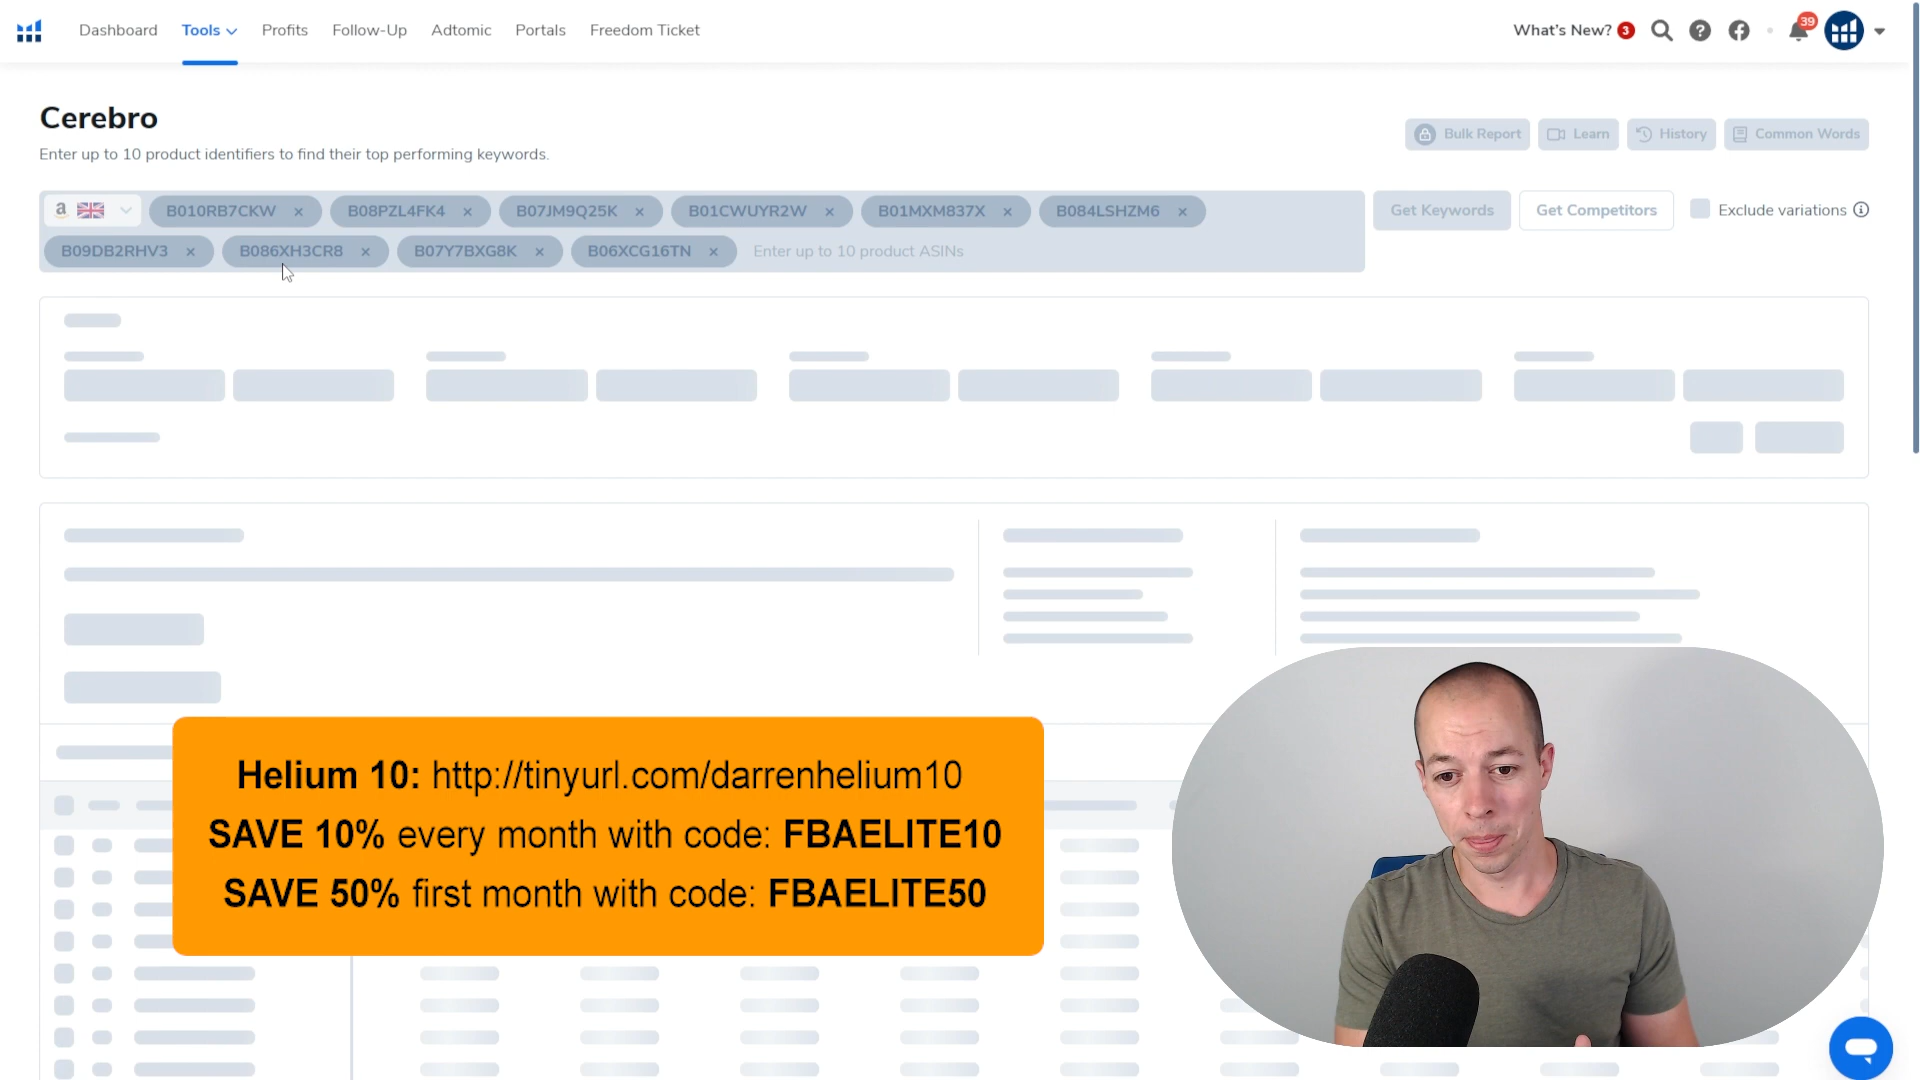 Dashboard
Tools
Profits
Follow-Up
Adtomic
Portals
Freedom Ticket
What's New? 3
39
Cerebro
Enter up to 10 product identifiers to find their top performing keywords.
Bulk Report
Learn
History
Common Words
a
B010RB7CKW
B08PZL4FK4
B07JM9Q25K
B01CWUYR2W
B01MXM837X
B084LSHZM6
Get Keywords
Get Competitors
Exclude variations
B09DB2RHV3
B086XH3CR8
B07Y7BXG8K
B06XCG16TN
Enter up to 10 product ASINs
Helium 10: http://tinyurl.com/darrenhelium10
SAVE 10% every month with code: FBAELITE10
SAVE 50% first month with code: FBAELITE50